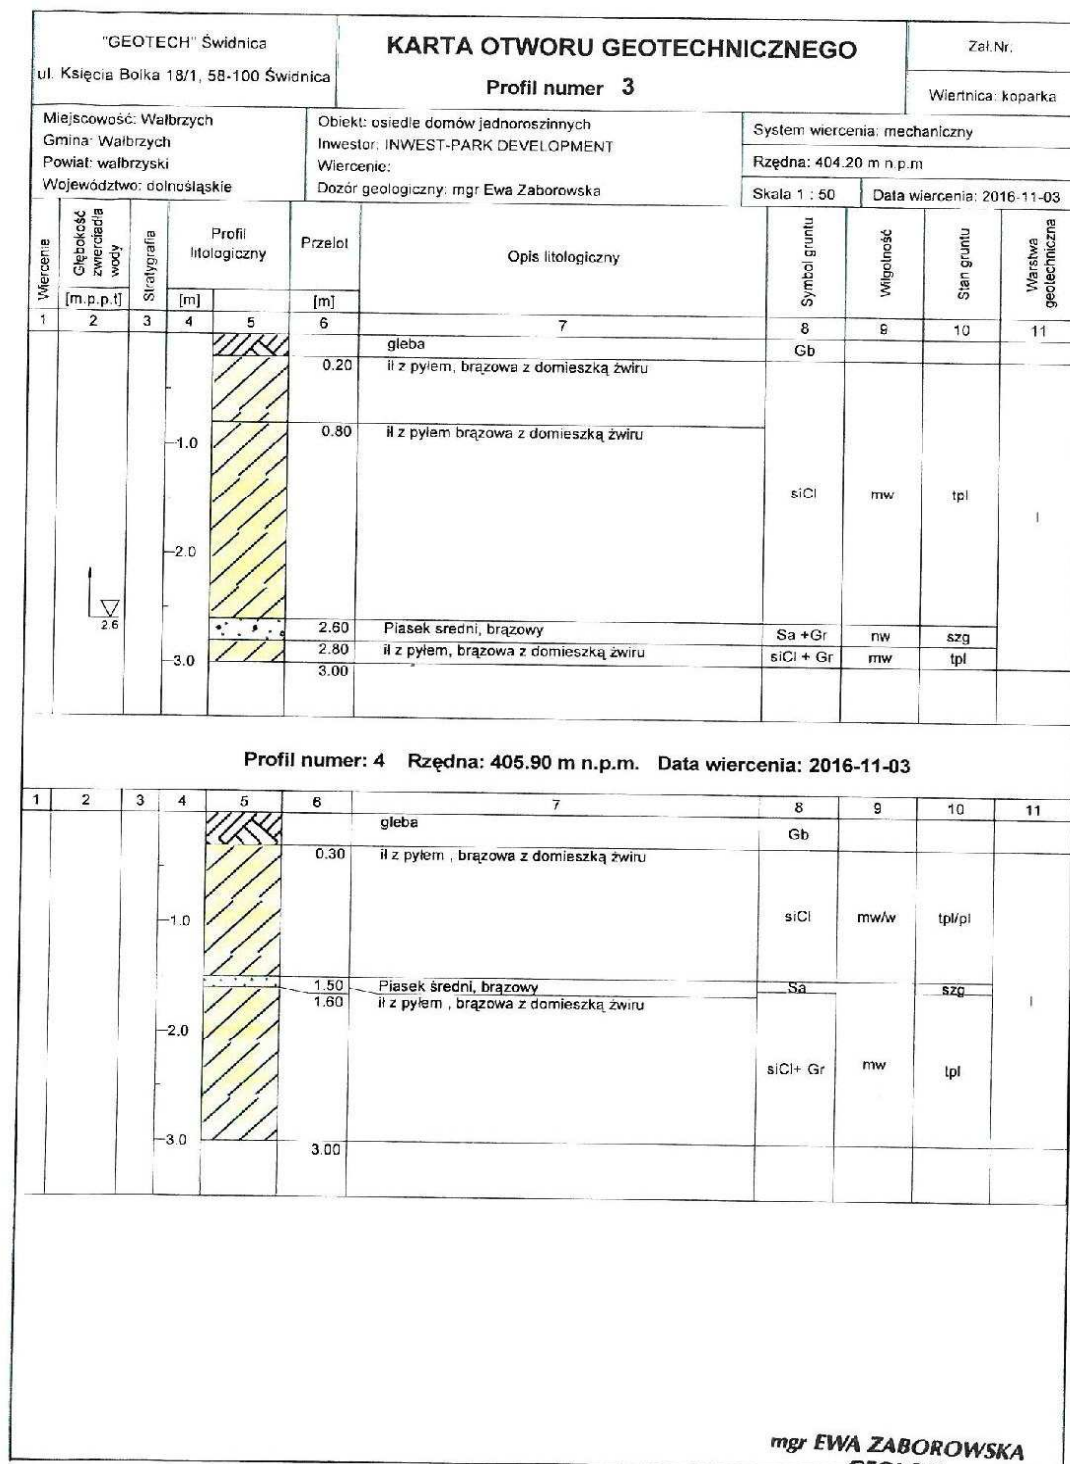 "GEOTECH" Świdnica
ul. Księcia Bolka 18/1, 58-100 Świdnica
KARTA OTWORU GEOTECHNICZNEGO
Profil numer 3
Zał.Nr.
Wiertnica: koparka
Miejscowość: Wałbrzych
Gmina: Wałbrzych
Powiat: wałbrzyski
Województwo: dolnośląskie
Obiekt: osiedle domów jednoroszinnych
Inwestor: INWEST-PARK DEVELOPMENT
Wiercenie:
Dozór geologiczny: mgr Ewa Zaborowska
System wiercenia: mechaniczny
Rzędna: 404.20 m n.p.m
Skala 1 : 50 Data wiercenia: 2016-11-03
Wiercenie
Głębokość zwierciadła wody
[m.p.p.t]
Stratygrafia
Profil litologiczny
[m]
Przelot
[m]
Opis litologiczny
Symbol gruntu
Wilgotność
Stan gruntu
Warstwa geotechniczna
1 2 3 4 5 6 7 8 9 10 11
gleba Gb
0.20 ił z pyłem, brązowa z domieszką żwiru
0.80 ił z pyłem brązowa z domieszką żwiru
1.0
siCl mw tpl
I
2.0
2.6
2.60 Piasek sredni, brązowy Sa +Gr nw szg
2.80 ił z pyłem, brązowa z domieszką żwiru siCl + Gr mw tpl
3.0
3.00
Profil numer: 4 Rzędna: 405.90 m n.p.m. Data wiercenia: 2016-11-03
1 2 3 4 5 6 7 8 9 10 11
gleba Gb
0.30 ił z pyłem , brązowa z domieszką żwiru
1.0 siCl mw/w tpl/pl
1.50 Piasek średni, brązowy Sa szg
1.60 ił z pyłem , brązowa z domieszką żwiru I
2.0
siCl+ Gr mw tpl
3.0
3.00
mgr EWA ZABOROWSKA